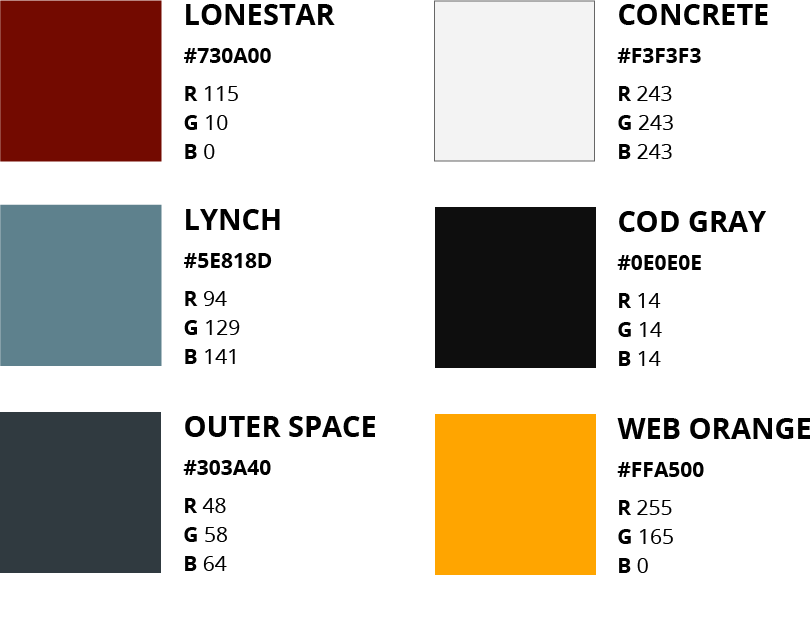 LONESTAR
#730A00
R 115
G 10
B 0
CONCRETE
#F3F3F3
R 243
G 243
B 243
LYNCH
#5E818D
R 94
G 129
B 141
COD GRAY
#0E0E0E
R 14
G 14
B 14
OUTER SPACE
#303A40
R 48
G 58
B 64
WEB ORANGE
#FFA500
R 255
G 165
B 0